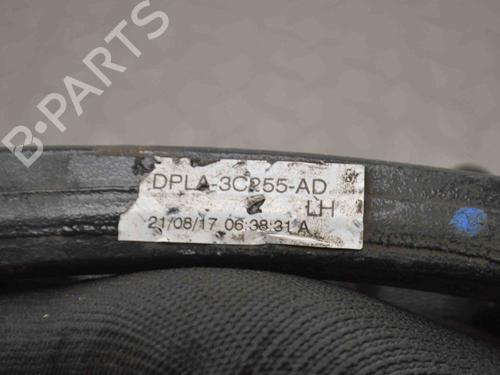 B-PARTS
DPLA-3C255-AD
LH
21/08/17 06:38:31 A